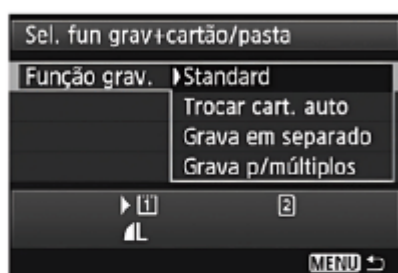 Sel. fun grav+cartão/pasta
Função grav. Standard
Trocar cart. auto
Grava em separado
Grava p/múltiplos
1 2
L
MENU